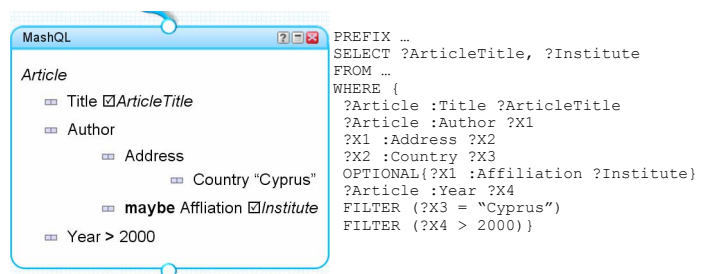 MashQL
Article
Title ☑ArticleTitle
Author
Address
Country “Cyprus”
maybe Affliation ☑Institute
Year > 2000
PREFIX …
SELECT ?ArticleTitle, ?Institute
FROM …
WHERE {
?Article :Title ?ArticleTitle
?Article :Author ?X1
?X1 :Address ?X2
?X2 :Country ?X3
OPTIONAL{?X1 :Affiliation ?Institute}
?Article :Year ?X4
FILTER (?X3 = “Cyprus”)
FILTER (?X4 > 2000)}